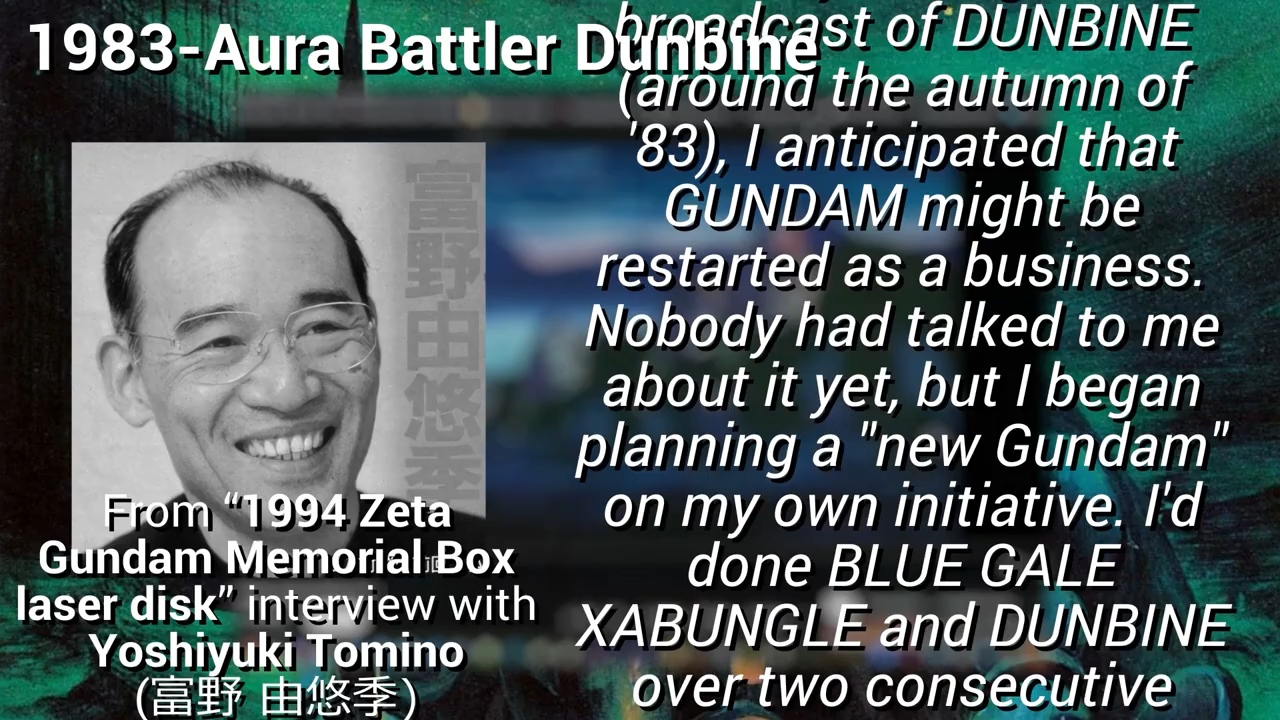 1983-Aura Battler Dunbine
富野由悠季
From “1994 Zeta
Gundam Memorial Box
laser disk” interview with
Yoshiyuki Tomino
(富野 由悠季)
broadcast of DUNBINE
(around the autumn of
'83), I anticipated that
GUNDAM might be
restarted as a business.
Nobody had talked to me
about it yet, but I began
planning a "new Gundam"
on my own initiative. I'd
done BLUE GALE
XABUNGLE and DUNBINE
over two consecutive